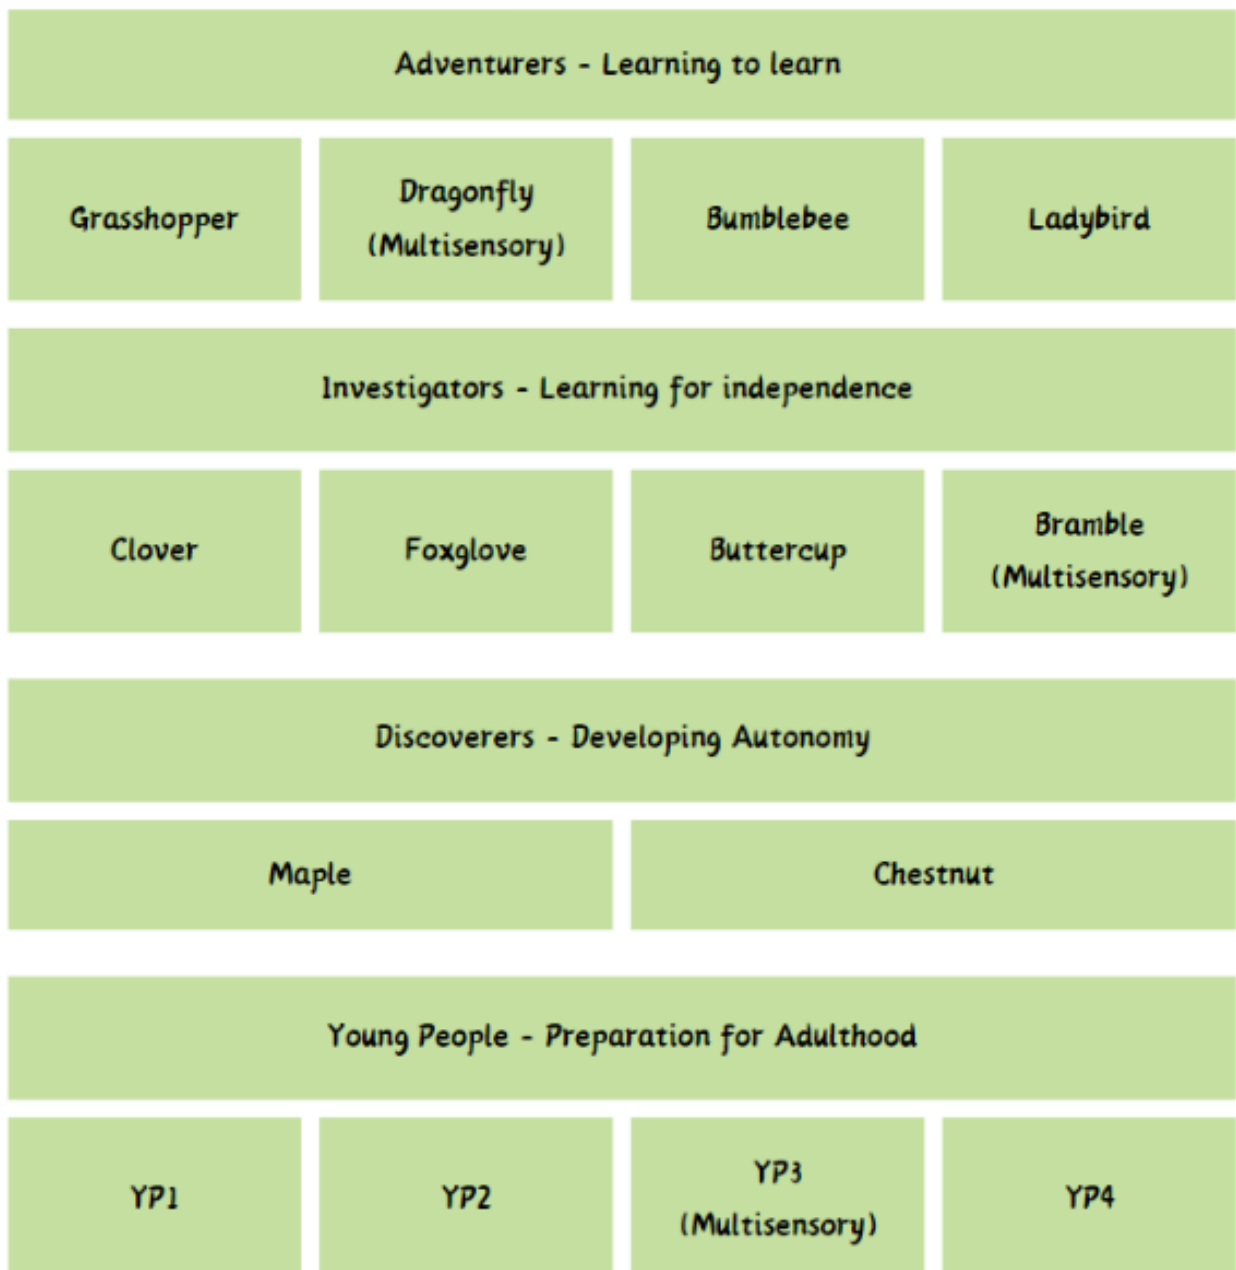 Adventurers - Learning to learn
Grasshopper
Dragonfly
(Multisensory)
Bumblebee
Ladybird
Investigators - Learning for independence
Clover
Foxglove
Buttercup
Bramble
(Multisensory)
Discoverers - Developing Autonomy
Maple
Chestnut
Young People - Preparation for Adulthood
YP1
YP2
YP3
(Multisensory)
YP4